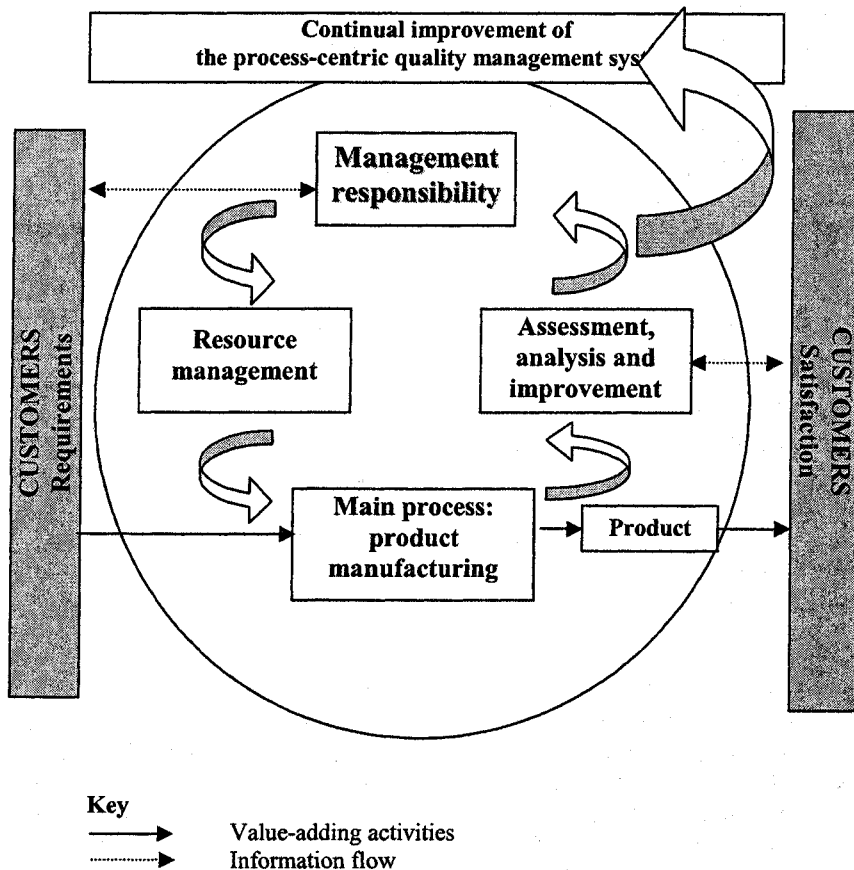 Continual improvement of
the process-centric quality management syst
Management
responsibility
CUSTOMERS
Requirements
Resource
management
Assessment,
analysis and
improvement
CUSTOMERS
Satisfaction
Main process:
product
manufacturing
Product
Key
Value-adding activities
Information flow